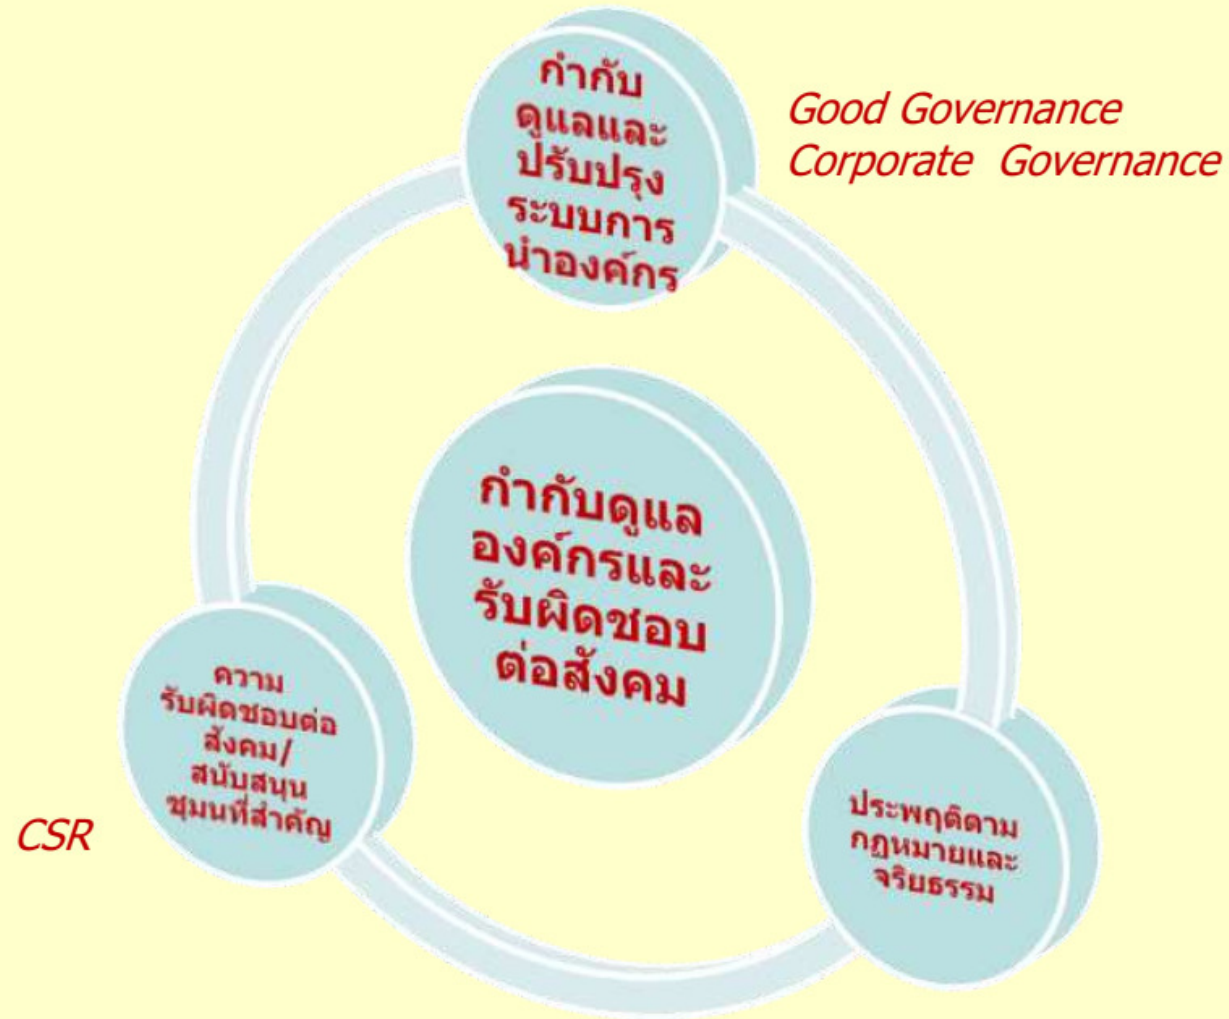 กำกับ
ดูแลและ
ปรับปรุง
ระบบการ
นำองค์กร
Good Governance
Corporate Governance
กำกับดูแล
องค์กรและ
รับผิดชอบ
ต่อสังคม
ความ
รับผิดชอบต่อ
สังคม/
สนับสนุน
ชุมนที่สำคัญ
CSR
ประพฤติตาม
กฎหมายและ
จริยธรรม